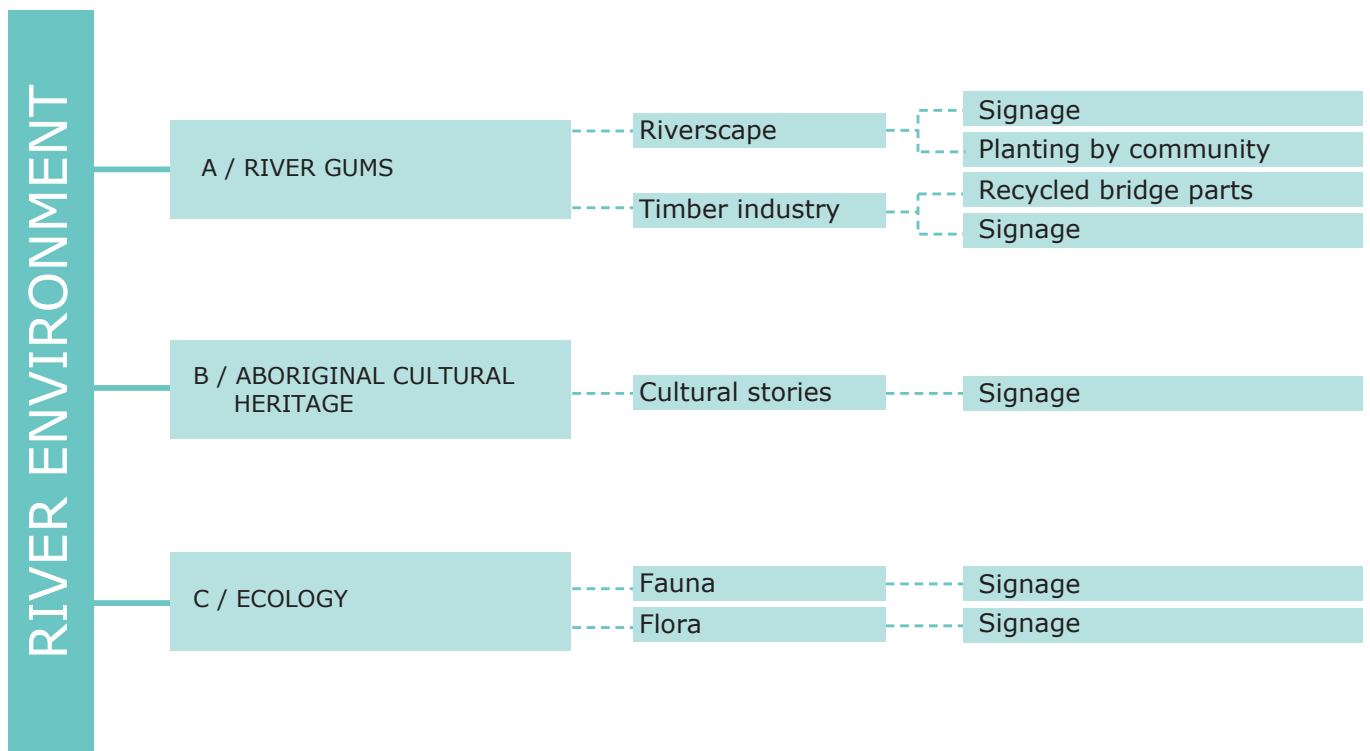 RIVER ENVIRONMENT
A / RIVER GUMS
Riverscape
Signage
Planting by community
Timber industry
Recycled bridge parts
Signage
B / ABORIGINAL CULTURAL
HERITAGE
Cultural stories
Signage
C / ECOLOGY
Fauna
Signage
Flora
Signage